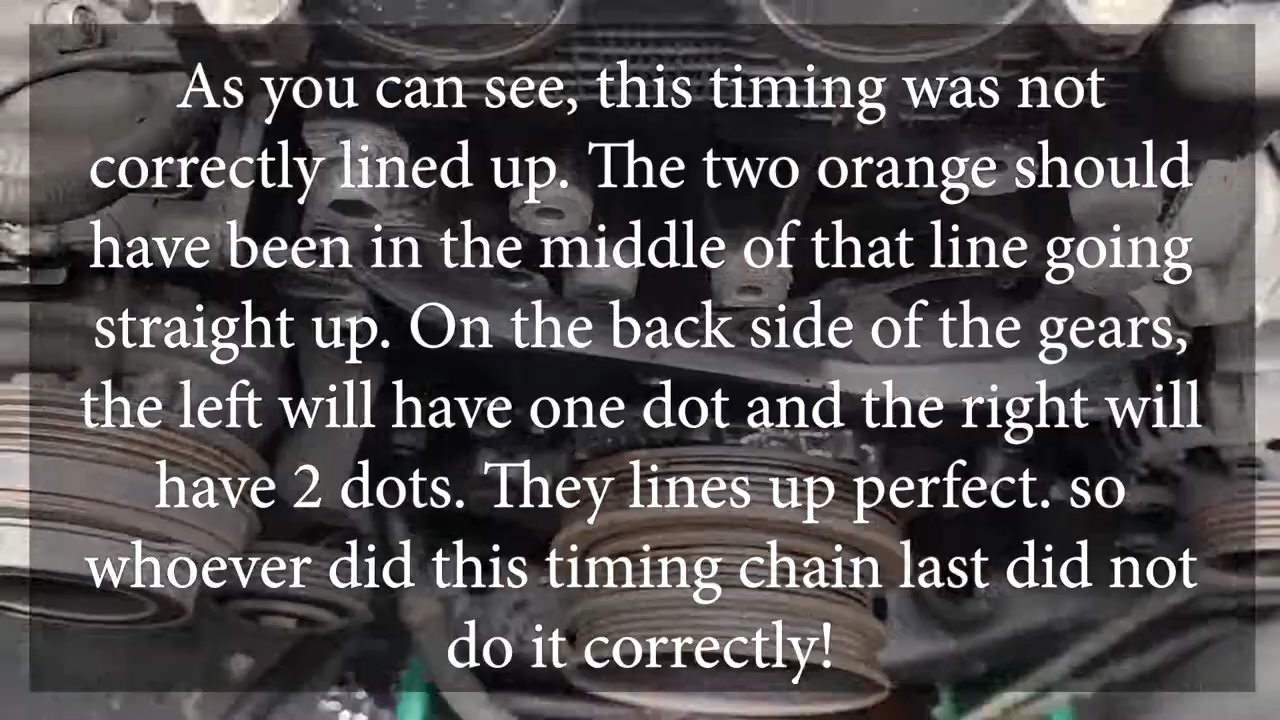 As you can see, this timing was not
correctly lined up. The two orange should
have been in the middle of that line going
straight up. On the back side of the gears,
the left will have one dot and the right will
have 2 dots. They lines up perfect. so
whoever did this timing chain last did not
do it correctly!